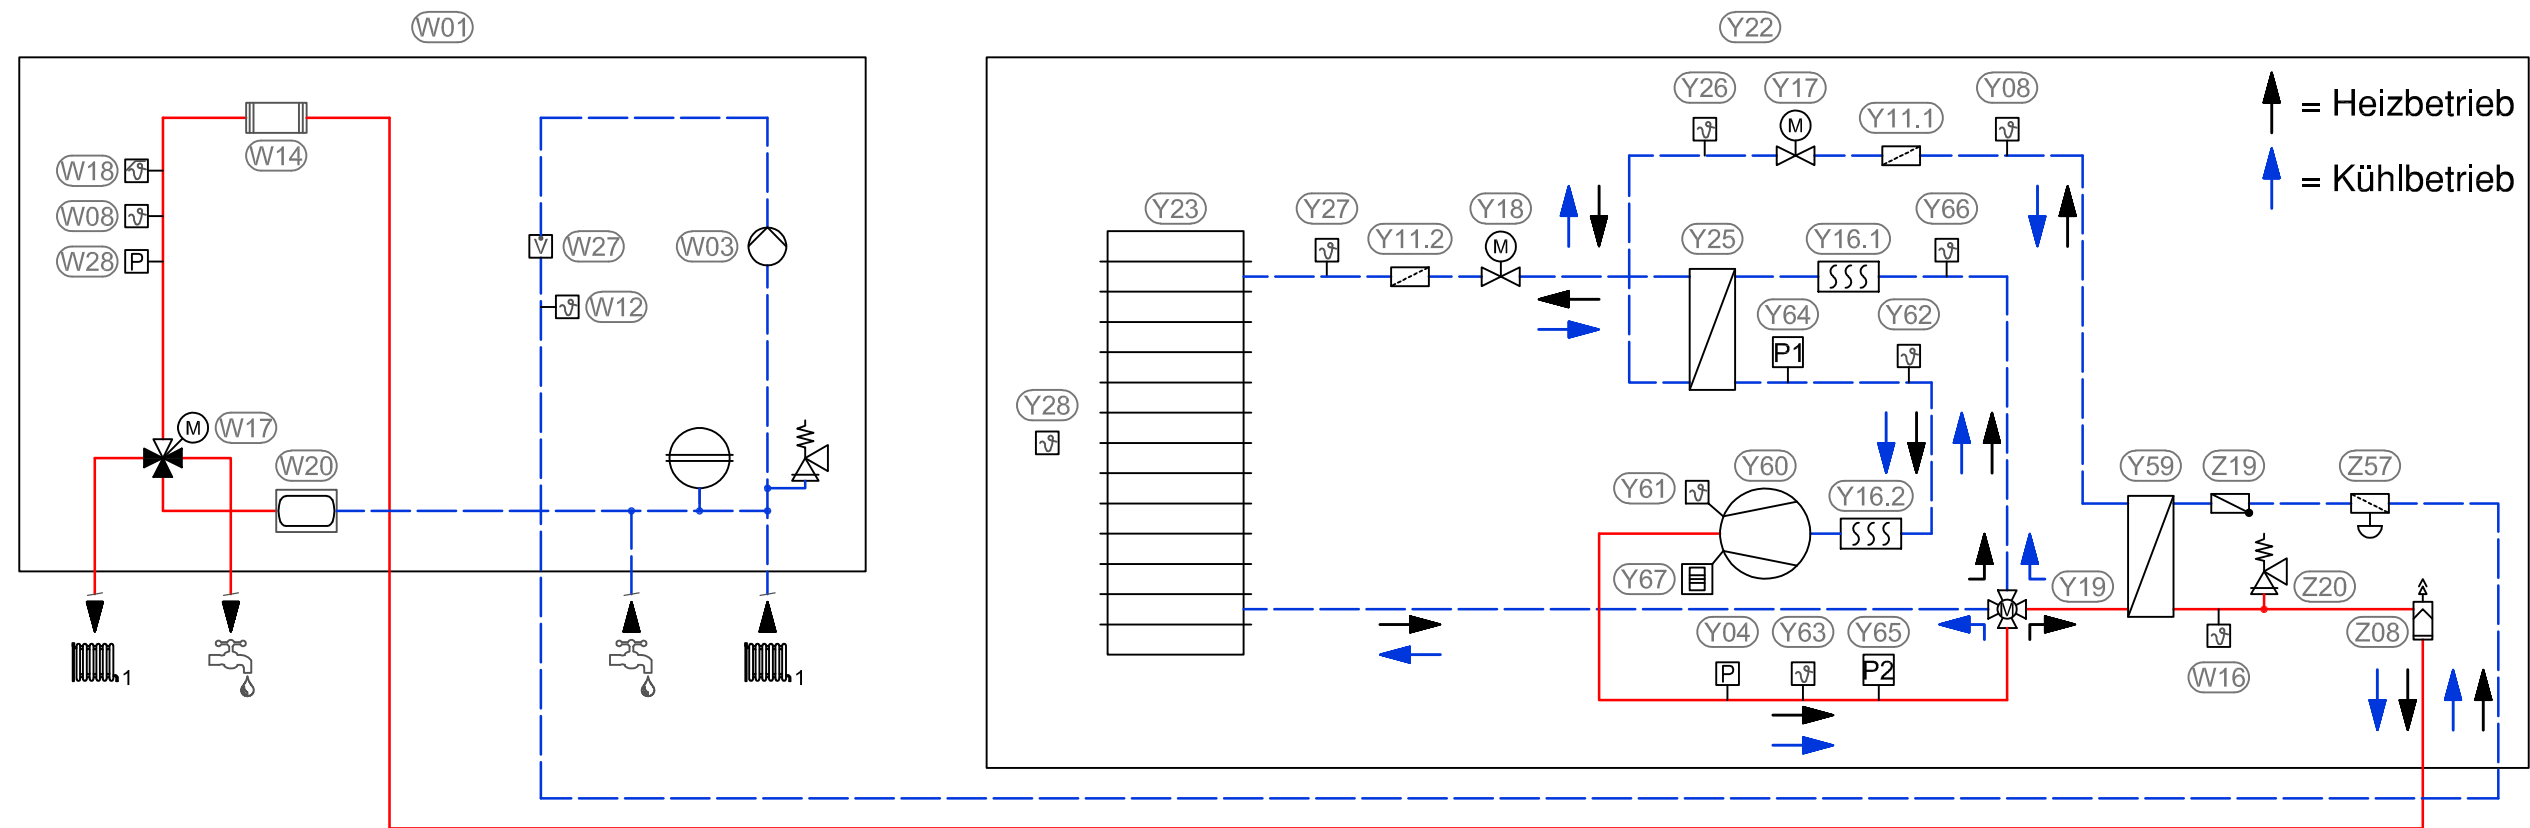 W01
Y22
Y26
Y17
M
Y11.1
Y08
= Heizbetrieb
= Kühlbetrieb
W14
W18
W08
W28
P
V
W27
W03
W12
M
W17
W20
1
1
Y23
Y27
Y11.2
Y18
M
Y25
Y16.1
Y66
Y64
P1
Y62
Y28
Y61
Y60
Y16.2
Y67
Y59
Z19
Z57
Y19
M
Z20
Z08
Y04
P
Y63
Y65
P2
W16